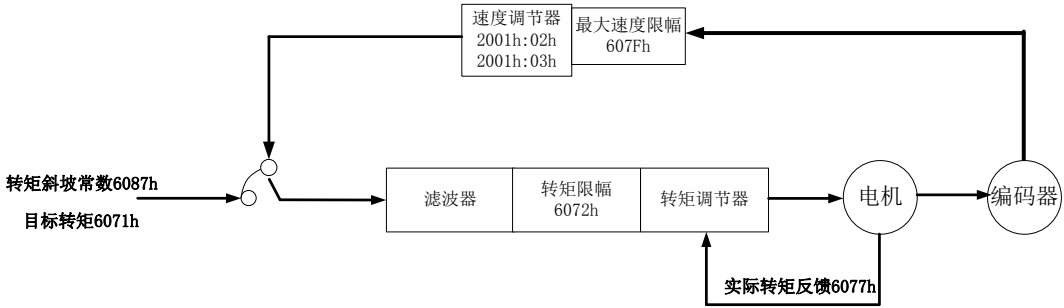 速度调节器
2001h:02h
2001h:03h
最大速度限幅
607Fh
转矩斜坡常数6087h
目标转矩6071h
滤波器
转矩限幅
6072h
转矩调节器
电机
编码器
实际转矩反馈6077h